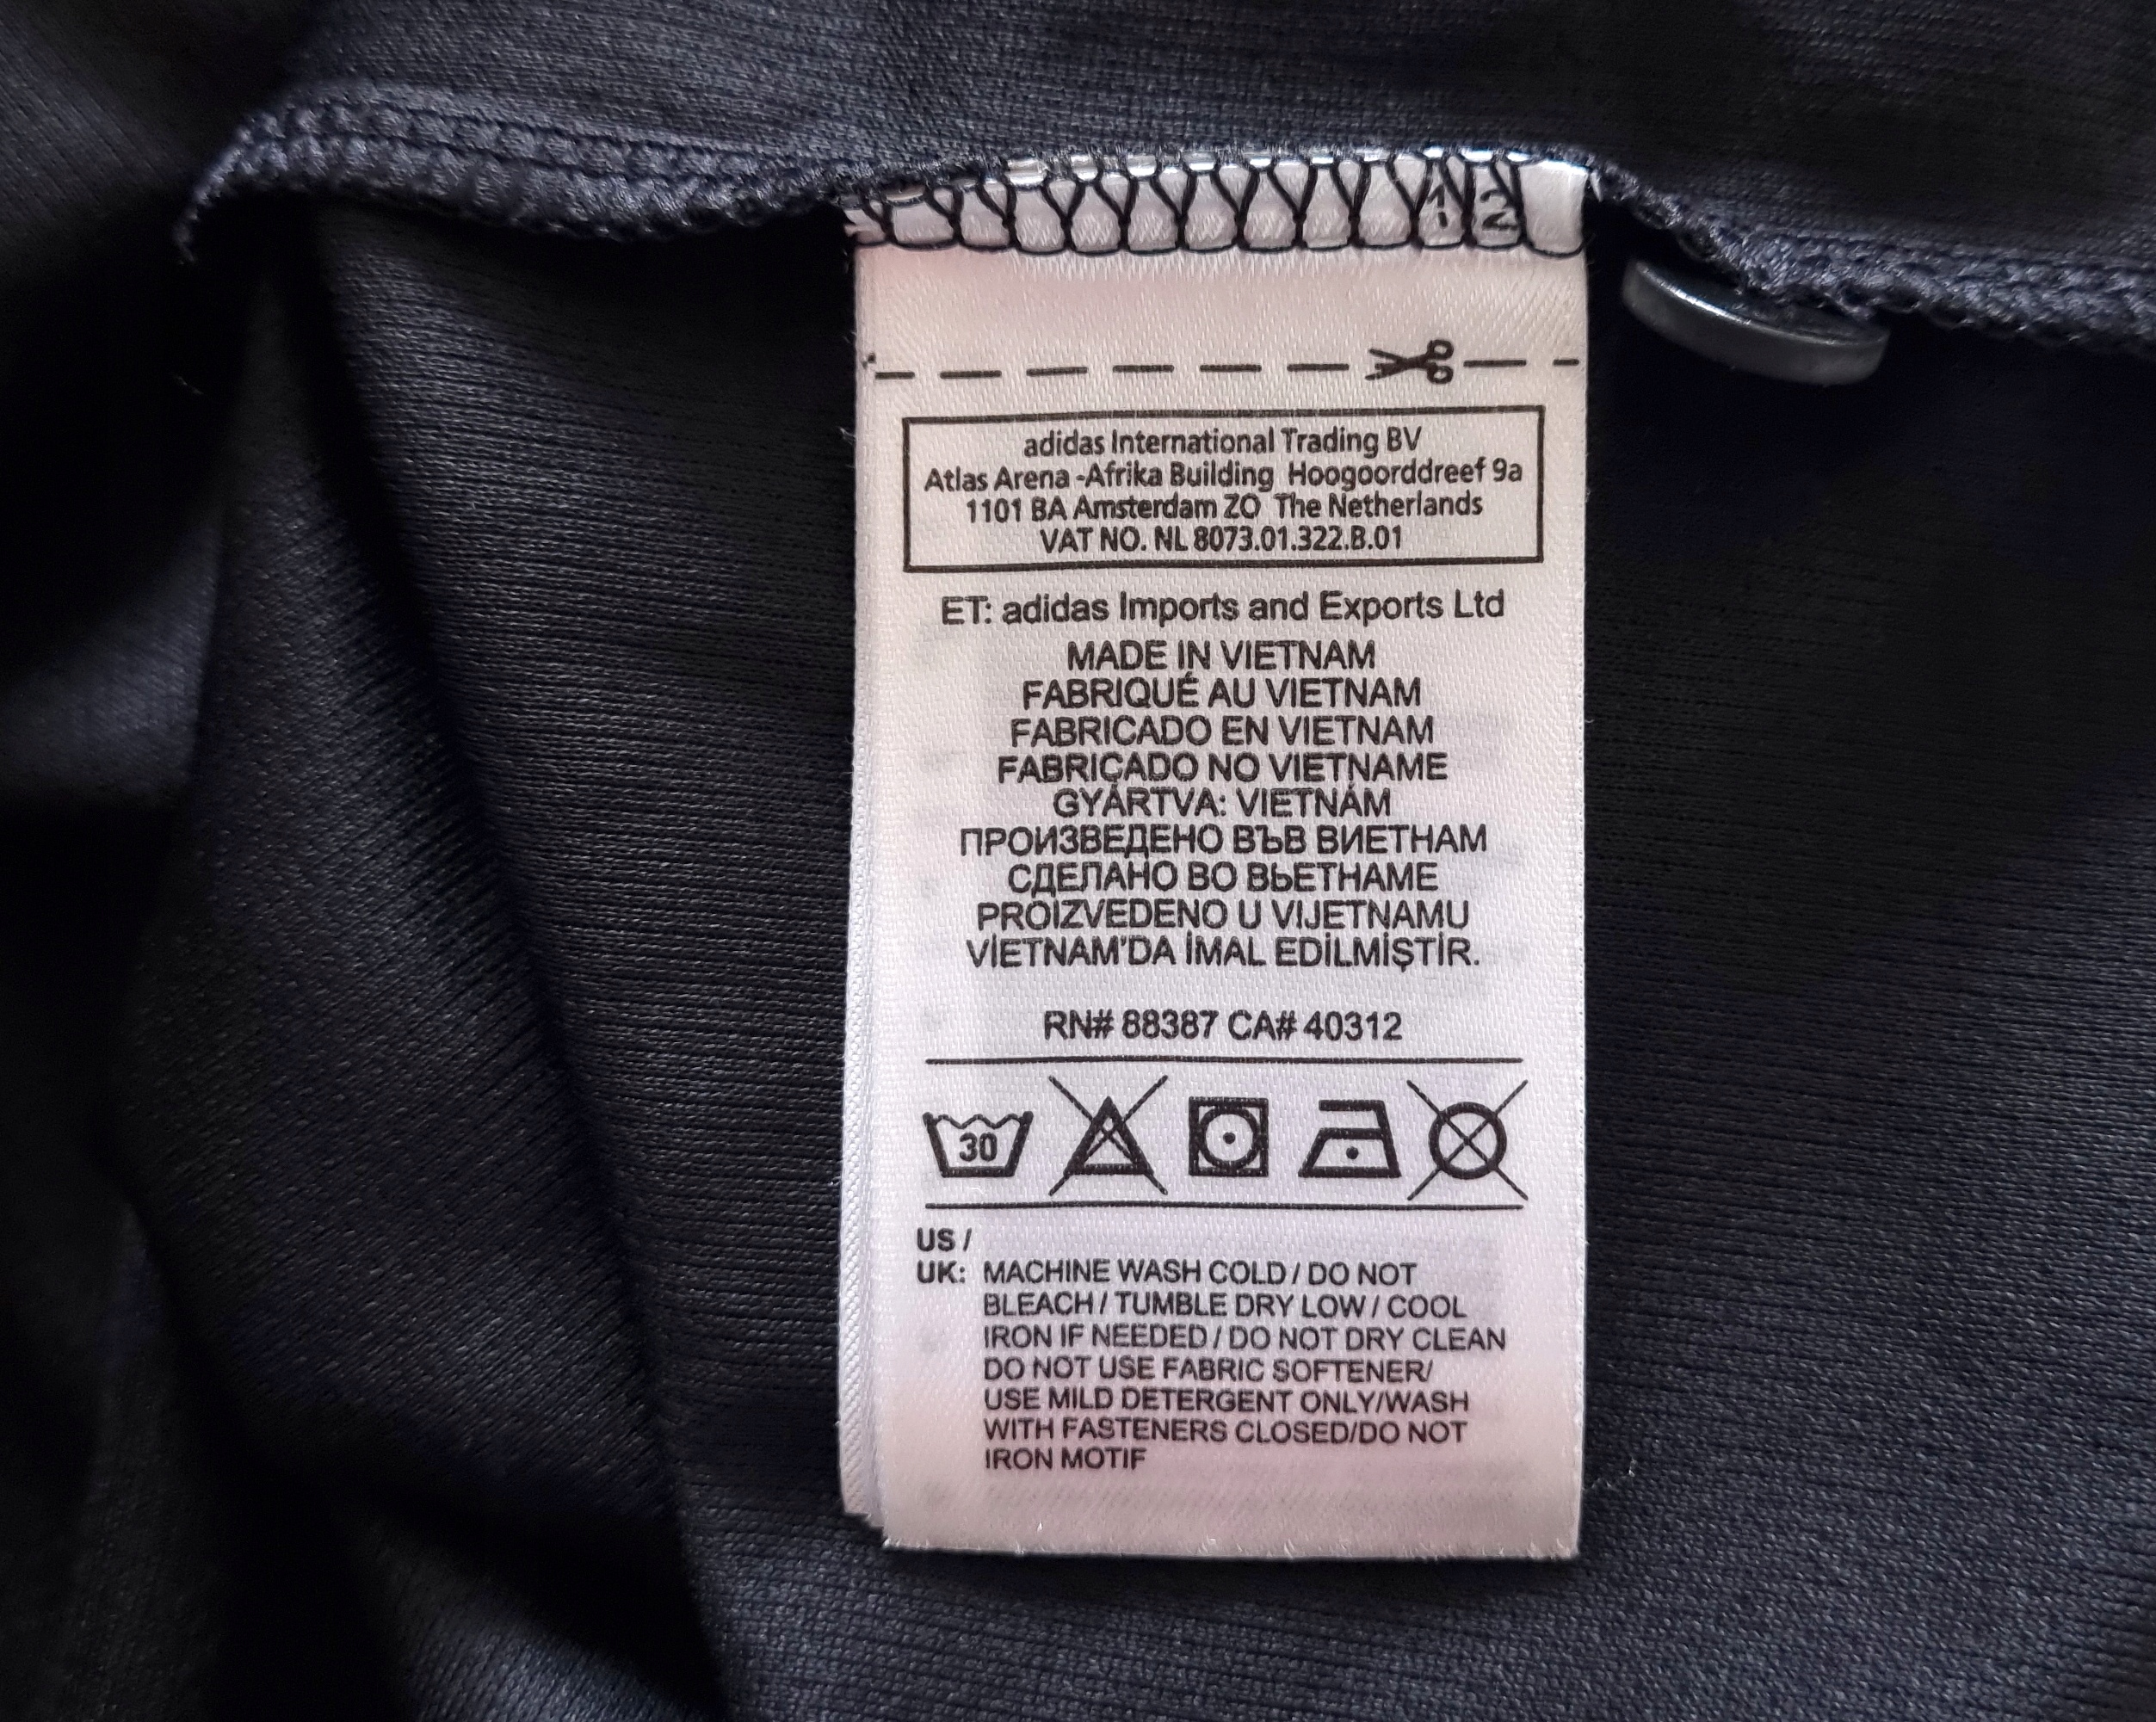 12
adidas International Trading BV
Atlas Arena -Afrika Building Hoogoorddreef 9a
1101 BA Amsterdam ZO The Netherlands
VAT NO. NL 8073.01.322.B.01
ET: adidas Imports and Exports Ltd
MADE IN VIETNAM
FABRIQUÉ AU VIETNAM
FABRICADO EN VIETNAM
FABRICADO NO VIETNAME
GYÁRTVA: VIETNÁM
ПРОИЗВЕДЕНО ВЪВ ВИЕТНАМ
СДЕЛАНО ВО ВЬЕТНАМЕ
PROIZVEDENO U VIJETNAMU
VİETNAM'DA İMAL EDİLMİŞTİR.
RN# 88387 CA# 40312
30
US /
UK: MACHINE WASH COLD / DO NOT
BLEACH / TUMBLE DRY LOW / COOL
IRON IF NEEDED / DO NOT DRY CLEAN
DO NOT USE FABRIC SOFTENER/
USE MILD DETERGENT ONLY/WASH
WITH FASTENERS CLOSED/DO NOT
IRON MOTIF